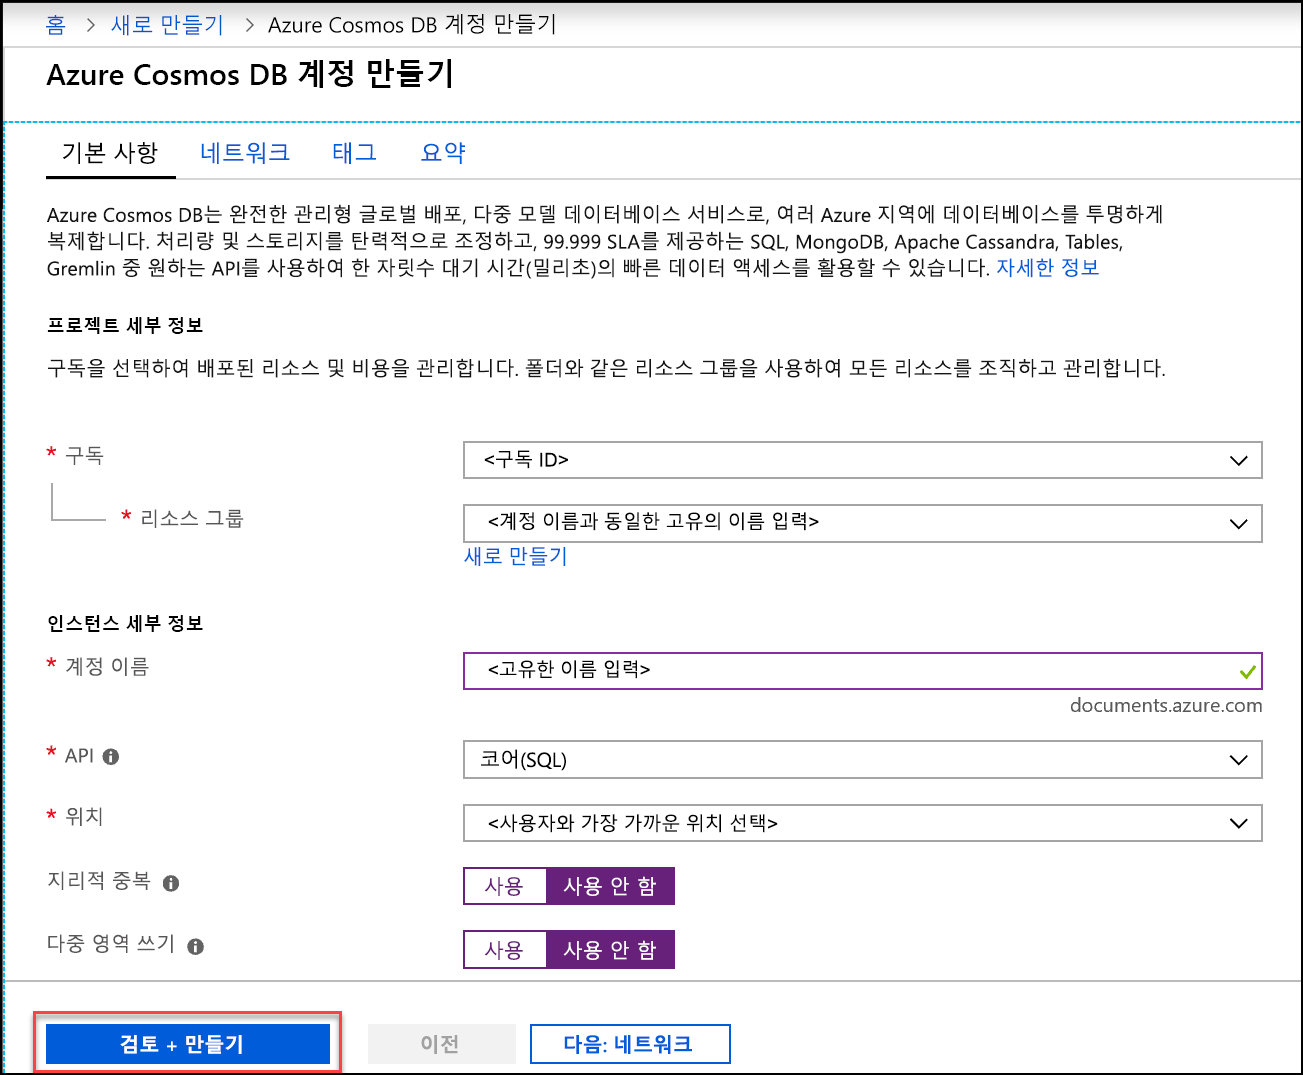 홈 > 새로 만들기 > Azure Cosmos DB 계정 만들기
Azure Cosmos DB 계정 만들기
기본 사항 네트워크 태그 요약
Azure Cosmos DB는 완전한 관리형 글로벌 배포, 다중 모델 데이터베이스 서비스로, 여러 Azure 지역에 데이터베이스를 투명하게
복제합니다. 처리량 및 스토리지를 탄력적으로 조정하고, 99.999 SLA를 제공하는 SQL, MongoDB, Apache Cassandra, Tables,
Gremlin 중 원하는 API를 사용하여 한 자릿수 대기 시간(밀리초)의 빠른 데이터 액세스를 활용할 수 있습니다. 자세한 정보
프로젝트 세부 정보
구독을 선택하여 배포된 리소스 및 비용을 관리합니다. 폴더와 같은 리소스 그룹을 사용하여 모든 리소스를 조직하고 관리합니다.
* 구독 <구독 ID>
* 리소스 그룹 <계정 이름과 동일한 고유의 이름 입력>
새로 만들기
인스턴스 세부 정보
* 계정 이름 <고유한 이름 입력>
documents.azure.com
* API 코어(SQL)
* 위치 <사용자와 가장 가까운 위치 선택>
지리적 중복 사용 사용 안 함
다중 영역 쓰기 사용 사용 안 함
검토 + 만들기 이전 다음: 네트워크